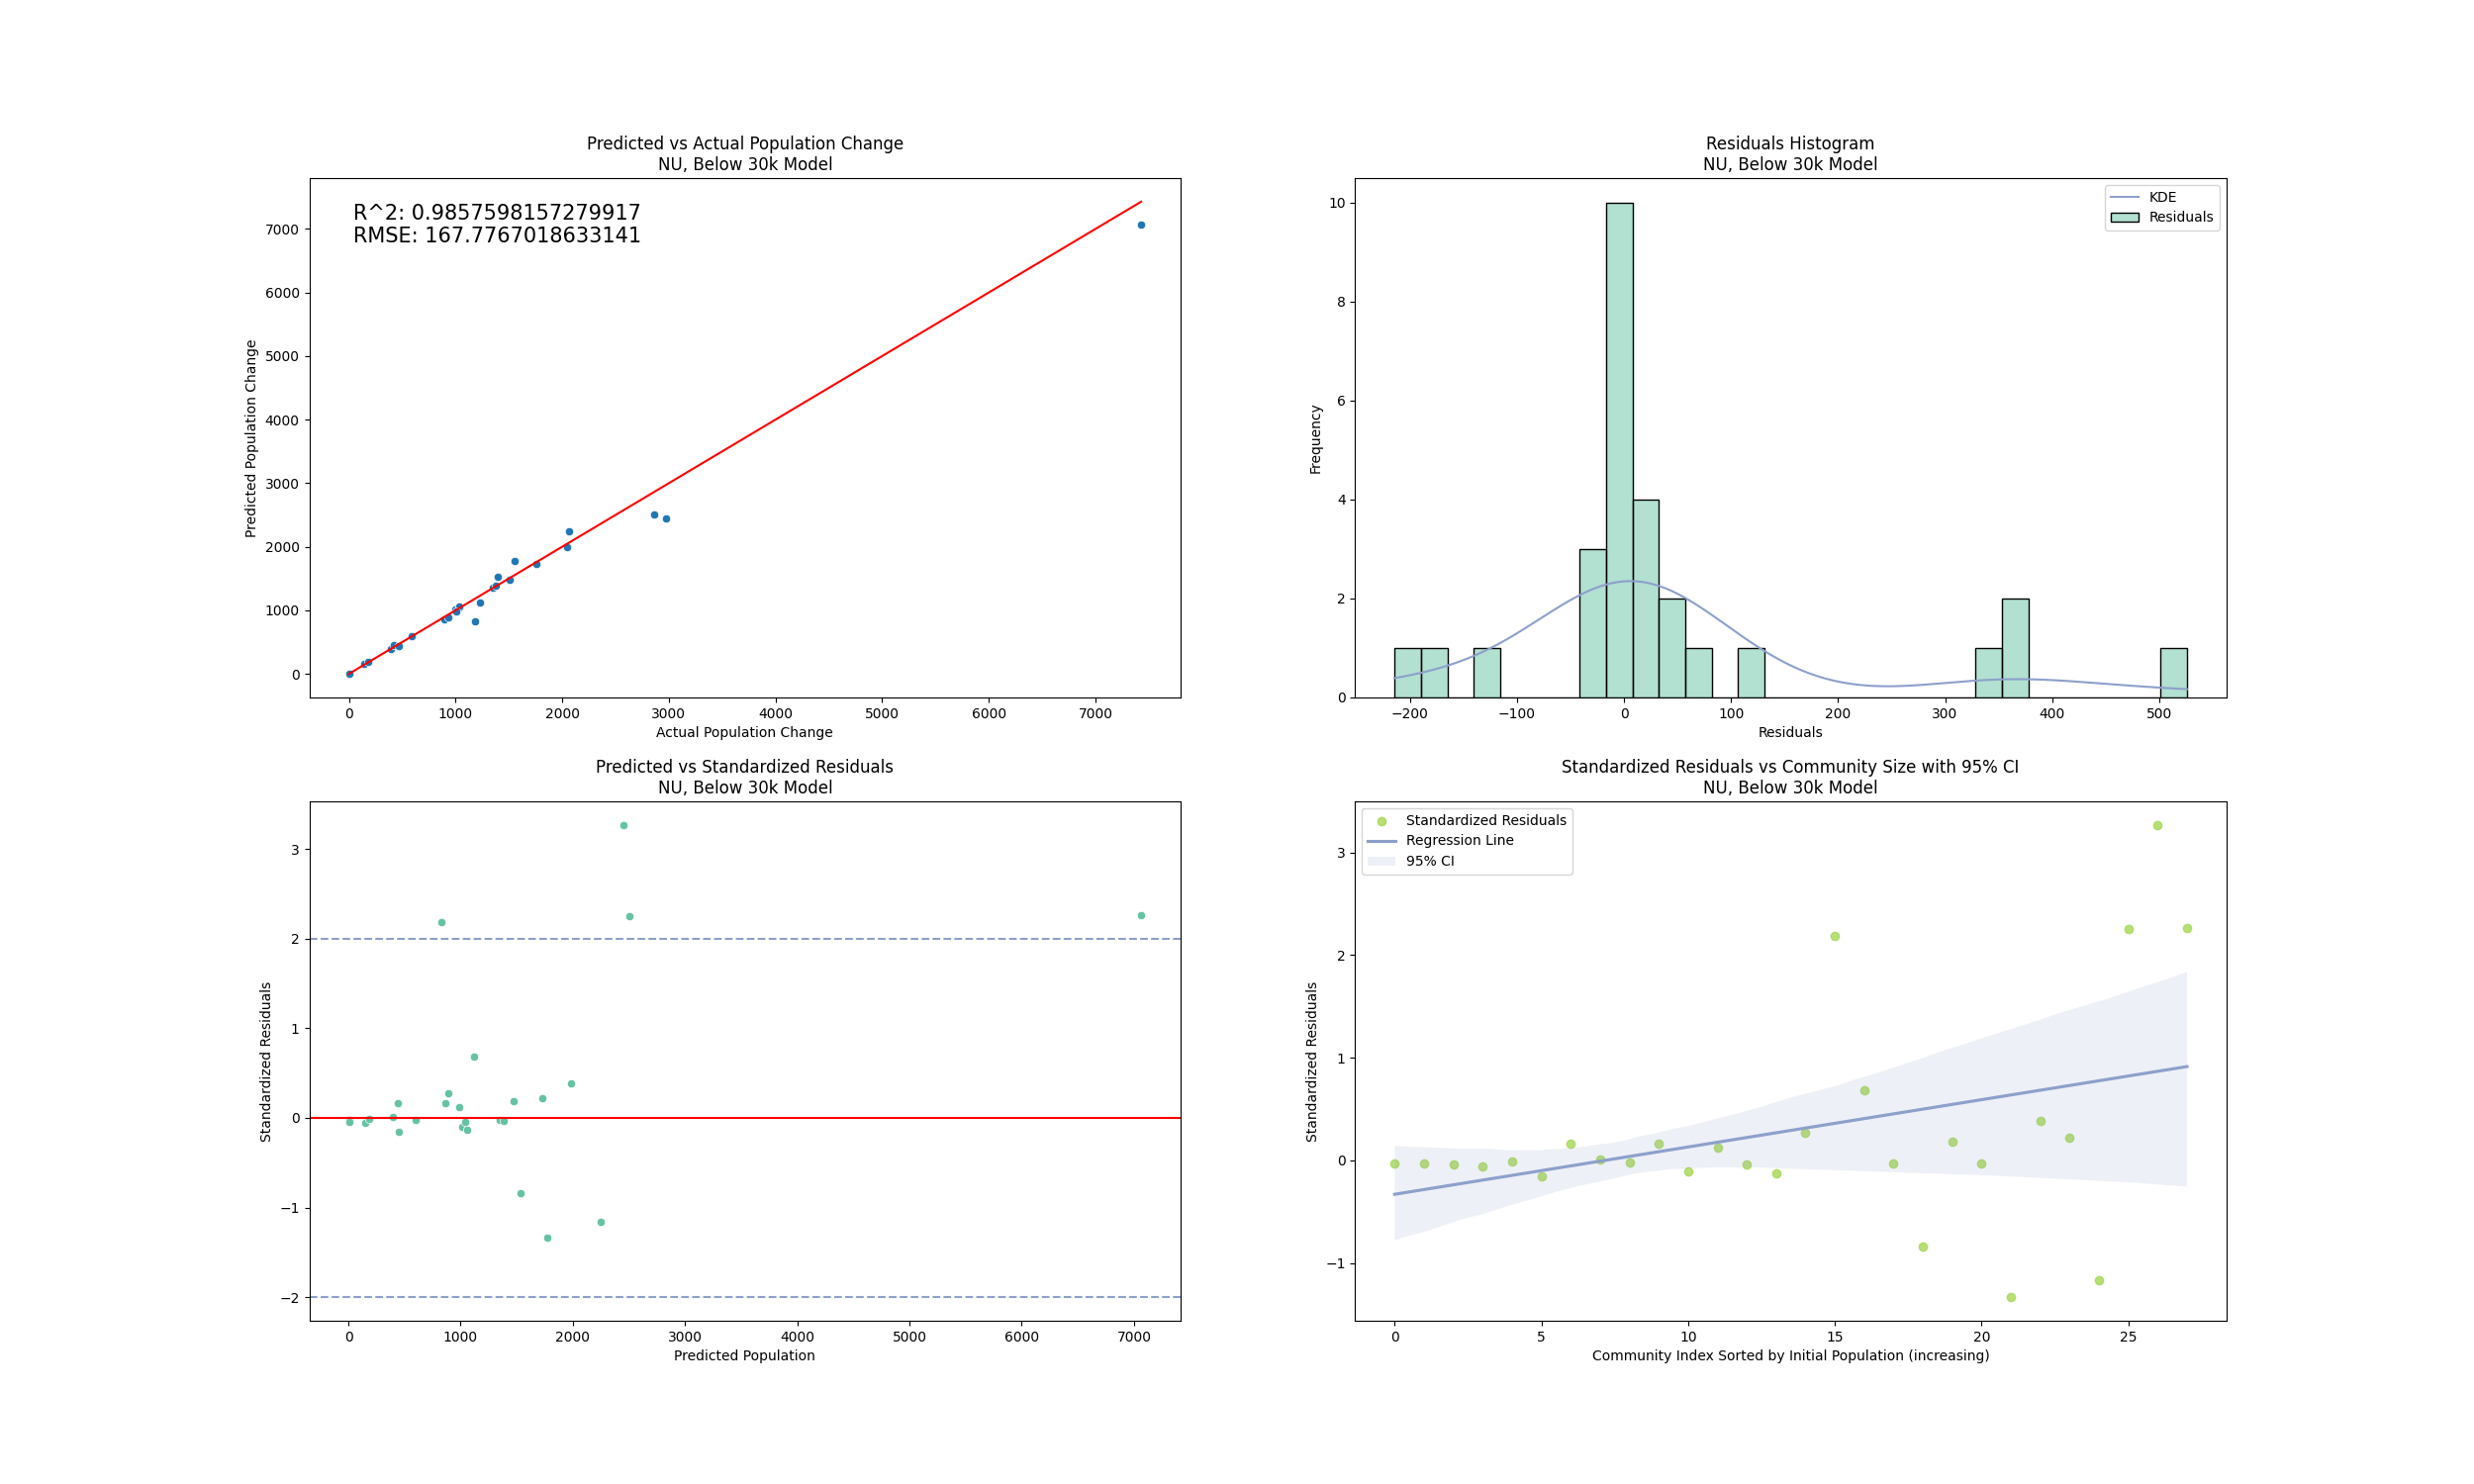 Predicted vs Actual Population Change
NU, Below 30k Model
R^2: 0.9857598157279917
RMSE: 167.7767018633141
Predicted Population Change
7000
6000
5000
4000
3000
2000
1000
0
0 1000 2000 3000 4000 5000 6000 7000
Actual Population Change
Residuals Histogram
NU, Below 30k Model
KDE
Residuals
Frequency
10
8
6
4
2
0
−200 −100 0 100 200 300 400 500
Residuals
Predicted vs Standardized Residuals
NU, Below 30k Model
Standardized Residuals
3
2
1
0
−1
−2
0 1000 2000 3000 4000 5000 6000 7000
Predicted Population
Standardized Residuals vs Community Size with 95% CI
NU, Below 30k Model
Standardized Residuals
Regression Line
95% CI
Standardized Residuals
3
2
1
0
−1
0 5 10 15 20 25
Community Index Sorted by Initial Population (increasing)